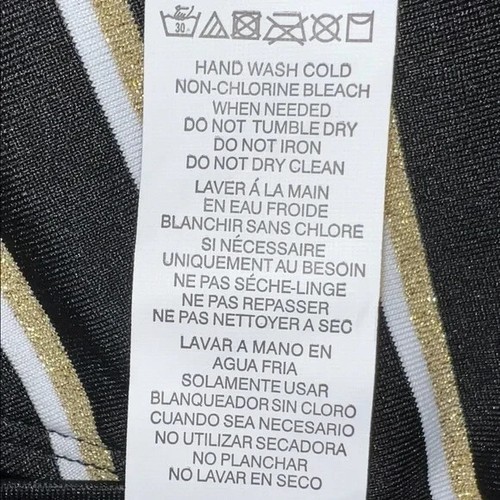 30
HAND WASH COLD
NON-CHLORINE BLEACH
WHEN NEEDED
DO NOT TUMBLE DRY
DO NOT IRON
DO NOT DRY CLEAN
LAVER Á LA MAIN
EN EAU FROIDE
BLANCHIR SANS CHLORE
SI NÉCESSAIRE
UNIQUEMENT AU BESOIN
NE PAS SÉCHE-LINGE
NE PAS REPASSER
NE PAS NETTOYER A SEC
LAVAR A MANO EN
AGUA FRIA
SOLAMENTE USAR
BLANQUEADOR SIN CLORO
CUANDO SEA NECESARIO
NO UTILIZAR SECADORA
NO PLANCHAR
NO LAVAR EN SECO